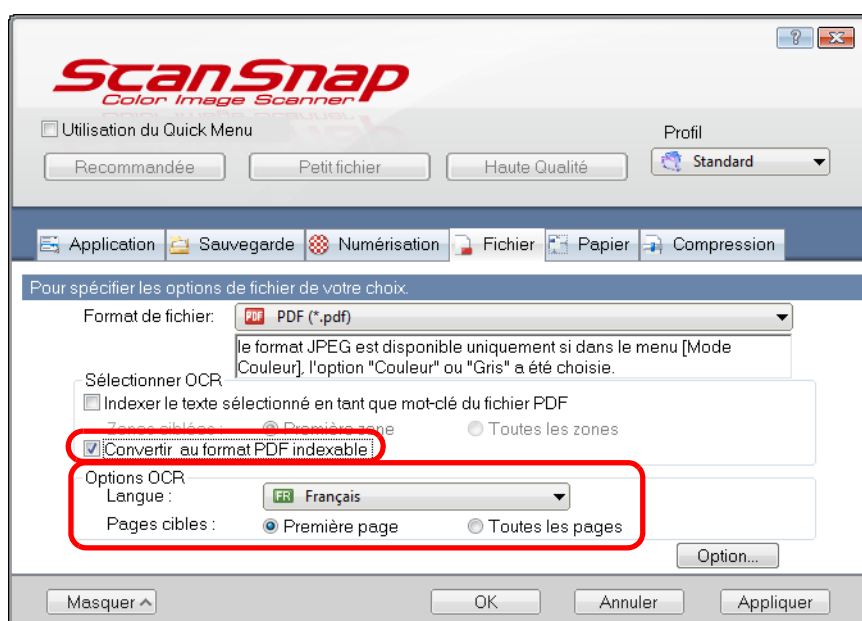 ScanSnap
Color Image Scanner
Utilisation du Quick Menu
Profil
Recommandée Petit fichier Haute Qualité Standard
Application Sauvegarde Numérisation Fichier Papier Compression
Pour spécifier les options de fichier de votre choix.
Format de fichier: PDF PDF (*.pdf)
le format JPEG est disponible uniquement si dans le menu [Mode
Couleur], l'option "Couleur" ou "Gris" a été choisie.
Sélectionner OCR
Indexer le texte sélectionné en tant que mot-clé du fichier PDF
Zones ciblées : Première zone Toutes les zones
Convertir au format PDF indexable
Options OCR
Langue : FR Français
Pages cibles : Première page Toutes les pages
Option...
Masquer OK Annuler Appliquer